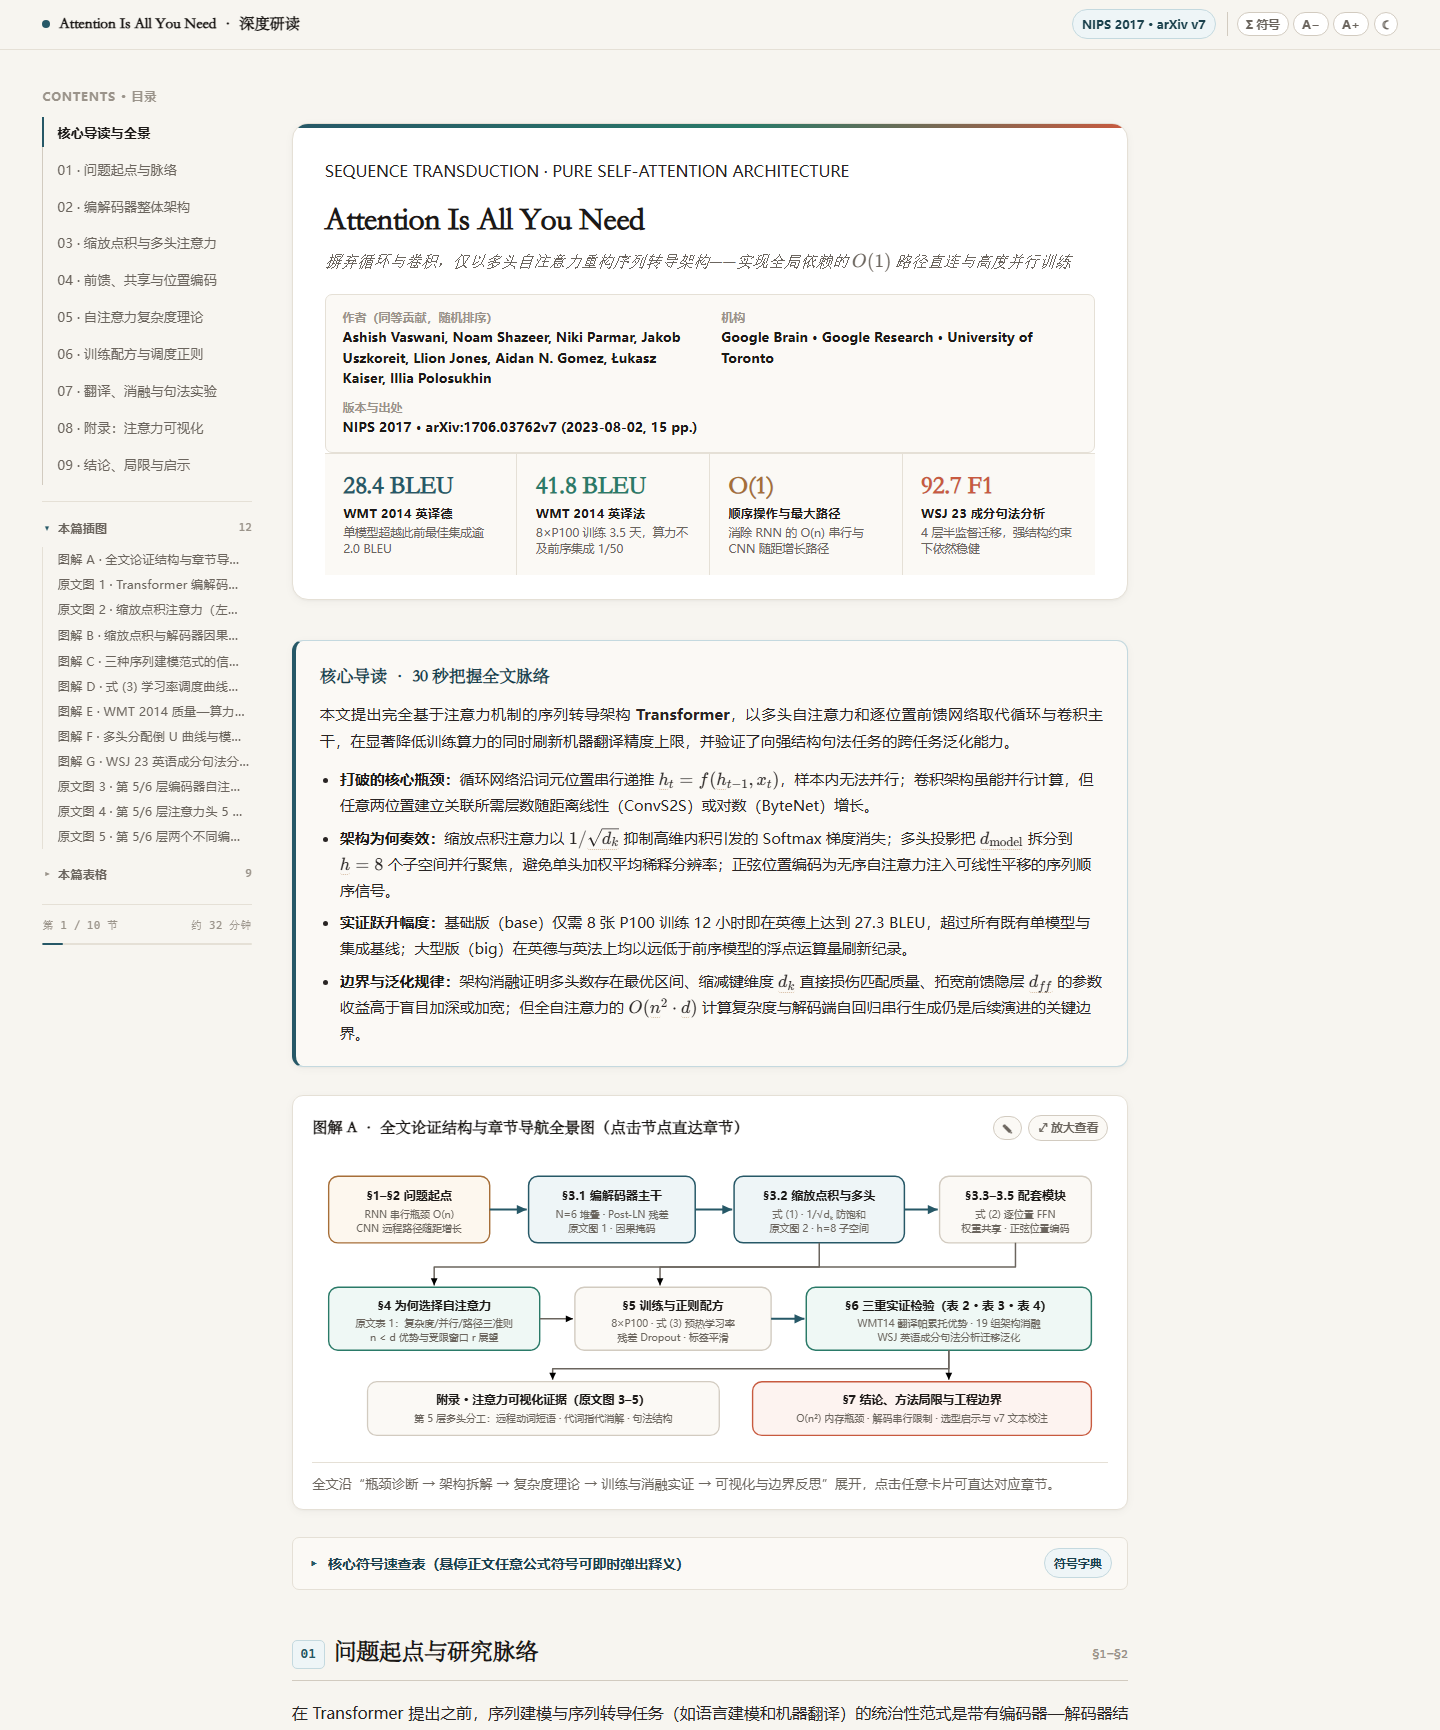 Attention Is All You Need · 深度研读
NIPS 2017 • arXiv v7
Σ 符号
A−
A+
CONTENTS • 目录
核心导读与全景
01 · 问题起点与脉络
02 · 编解码器整体架构
03 · 缩放点积与多头注意力
04 · 前馈、共享与位置编码
05 · 自注意力复杂度理论
06 · 训练配方与调度正则
07 · 翻译、消融与句法实验
08 · 附录：注意力可视化
09 · 结论、局限与启示
本篇插图 12
图解 A · 全文论证结构与章节导...
原文图 1 · Transformer 编解码...
原文图 2 · 缩放点积注意力（左...
图解 B · 缩放点积与解码器因果...
图解 C · 三种序列建模范式的信...
图解 D · 式 (3) 学习率调度曲线...
图解 E · WMT 2014 质量—算力...
图解 F · 多头分配倒 U 曲线与模...
图解 G · WSJ 23 英语成分句法分...
原文图 3 · 第 5/6 层编码器自注...
原文图 4 · 第 5/6 层注意力头 5 ...
原文图 5 · 第 5/6 层两个不同编...
本篇表格 9
第 1 / 10 节 约 32 分钟
SEQUENCE TRANSDUCTION · PURE SELF-ATTENTION ARCHITECTURE
Attention Is All You Need
摒弃循环与卷积，仅以多头自注意力重构序列转导架构——实现全局依赖的 O(1) 路径直连与高度并行训练
作者（同等贡献，随机排序）
Ashish Vaswani, Noam Shazeer, Niki Parmar, Jakob
Uszkoreit, Llion Jones, Aidan N. Gomez, Łukasz
Kaiser, Illia Polosukhin
机构
Google Brain • Google Research • University of
Toronto
版本与出处
NIPS 2017 • arXiv:1706.03762v7 (2023-08-02, 15 pp.)
28.4 BLEU
WMT 2014 英译德
单模型超越此前最佳集成逾
2.0 BLEU
41.8 BLEU
WMT 2014 英译法
8×P100 训练 3.5 天，算力不
及前序集成 1/50
O(1)
顺序操作与最大路径
消除 RNN 的 O(n) 串行与
CNN 随距增长路径
92.7 F1
WSJ 23 成分句法分析
4 层半监督迁移，强结构约束
下依然稳健
核心导读 · 30 秒把握全文脉络
本文提出完全基于注意力机制的序列转导架构 Transformer，以多头自注意力和逐位置前馈网络取代循环与卷积主
干，在显著降低训练算力的同时刷新机器翻译精度上限，并验证了向强结构句法任务的跨任务泛化能力。
• 打破的核心瓶颈：循环网络沿词元位置串行递推 hₜ = f(hₜ₋₁, xₜ)，样本内无法并行；卷积架构虽能并行计算，但
任意两位置建立关联所需层数随距离线性（ConvS2S）或对数（ByteNet）增长。
• 架构为何奏效：缩放点积注意力以 1/√d_k 抑制高维内积引发的 Softmax 梯度消失；多头投影把 d_model 拆分到
h = 8 个子空间并行聚焦，避免单头加权平均稀释分辨率；正弦位置编码为无序自注意力注入可线性平移的序列顺
序信号。
• 实证跃升幅度：基础版（base）仅需 8 张 P100 训练 12 小时即在英德上达到 27.3 BLEU，超过所有既有单模型与
集成基线；大型版（big）在英德与英法上均以远低于前序模型的浮点运算量刷新纪录。
• 边界与泛化规律：架构消融证明多头数存在最优区间、缩减键维度 d_k 直接损伤匹配质量、拓宽前馈隐层 d_ff 的参数
收益高于盲目加深或加宽；但全自注意力的 O(n² · d) 计算复杂度与解码端自回归串行生成仍是后续演进的关键边
界。
图解 A · 全文论证结构与章节导航全景图（点击节点直达章节）
⤢ 放大查看
§1–§2 问题起点
RNN 串行瓶颈 O(n)
CNN 远程路径随距增长
§3.1 编解码器主干
N=6 堆叠 · Post-LN 残差
原文图 1 · 因果掩码
§3.2 缩放点积与多头
式 (1) · 1/√dₖ 防饱和
原文图 2 · h=8 子空间
§3.3–3.5 配套模块
式 (2) 逐位置 FFN
权重共享 · 正弦位置编码
§4 为何选择自注意力
原文表 1：复杂度/并行/路径三准则
n < d 优势与受限窗口 r 展望
§5 训练与正则配方
8×P100 · 式 (3) 预热学习率
残差 Dropout · 标签平滑
§6 三重实证检验（表 2 • 表 3 • 表 4）
WMT14 翻译帕累托优势 · 19 组架构消融
WSJ 英语成分句法分析迁移泛化
附录 • 注意力可视化证据（原文图 3–5）
第 5 层多头分工：远程动词短语 · 代词指代消解 · 句法结构
§7 结论、方法局限与工程边界
O(n²) 内存瓶颈 · 解码串行限制 · 选型启示与 v7 文本校注
全文沿“瓶颈诊断 → 架构拆解 → 复杂度理论 → 训练与消融实证 → 可视化与边界反思”展开，点击任意卡片可直达对应章节。
核心符号速查表（悬停正文任意公式符号可即时弹出释义）
符号字典
01 问题起点与研究脉络 §1–§2
在 Transformer 提出之前，序列建模与序列转导任务（如语言建模和机器翻译）的统治性范式是带有编码器—解码器结